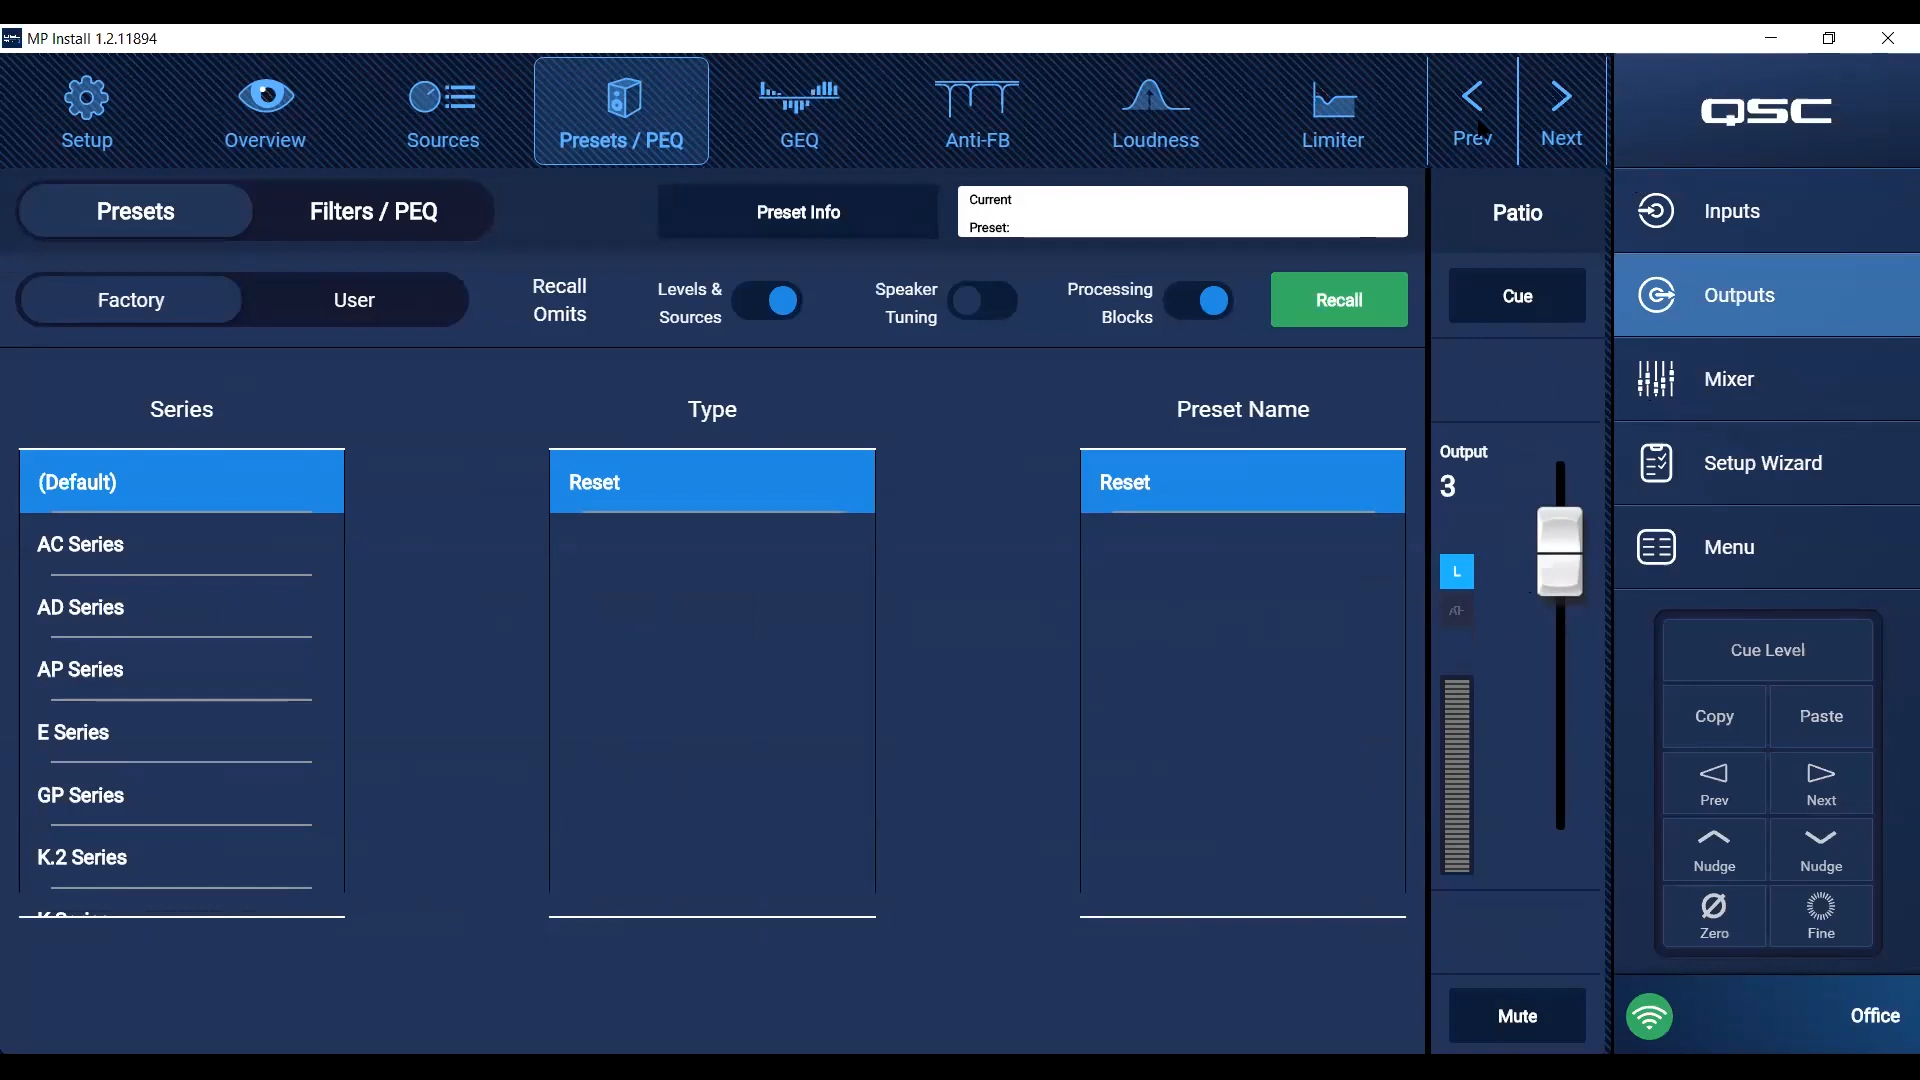 MP Install 1.2.11894
Setup
Overview
Sources
Presets / PEQ
GEQ
Anti-FB
Loudness
Limiter
Prev
Next
QSC
Presets
Filters / PEQ
Preset Info
Current
Preset:
Patio
Inputs
Factory
User
Recall
Omits
Levels &
Sources
Speaker
Tuning
Processing
Blocks
Recall
Cue
Outputs
Mixer
Setup Wizard
Menu
Series
Type
Preset Name
(Default)
AC Series
AD Series
AP Series
E Series
GP Series
K.2 Series
Reset
Reset
Output
3
L
Cue Level
Copy
Paste
Prev
Next
Nudge
Nudge
Zero
Fine
Mute
Office